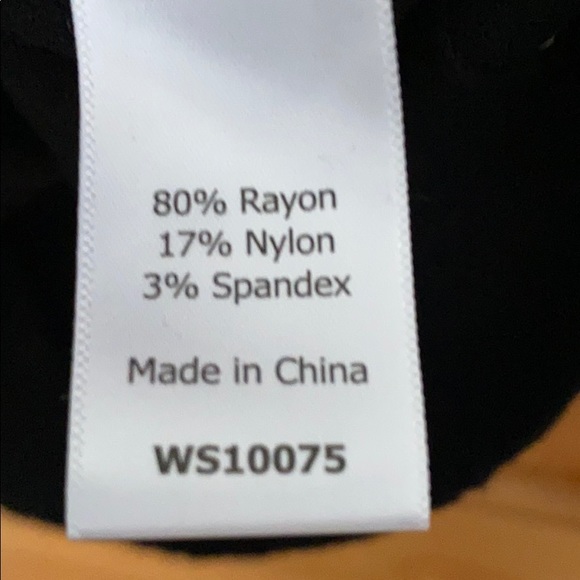 80% Rayon
17% Nylon
3% Spandex
Made in China
WS10075